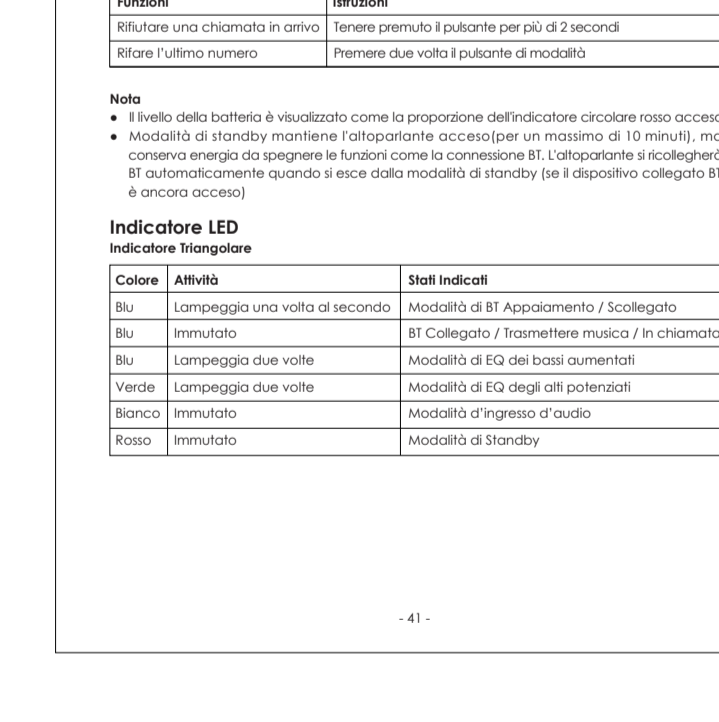 Funzioni Istruzioni
Rifiutare una chiamata in arrivo Tenere premuto il pulsante per più di 2 secondi
Rifare l'ultimo numero Premere due volta il pulsante di modalità
Nota
● Il livello della batteria è visualizzato come la proporzione dell'indicatore circolare rosso acceso
● Modalità di standby mantiene l'altoparlante acceso(per un massimo di 10 minuti), ma
conserva energia da spegnere le funzioni come la connessione BT. L'altoparlante si ricollegherà
BT automaticamente quando si esce dalla modalità di standby (se il dispositivo collegato BT
è ancora acceso)
Indicatore LED
Indicatore Triangolare
Colore Attività Stati Indicati
Blu Lampeggia una volta al secondo Modalità di BT Appaiamento / Scollegato
Blu Immutato BT Collegato / Trasmettere musica / In chiamata
Blu Lampeggia due volte Modalità di EQ dei bassi aumentati
Verde Lampeggia due volte Modalità di EQ degli alti potenziati
Bianco Immutato Modalità d'ingresso d'audio
Rosso Immutato Modalità di Standby
- 41 -